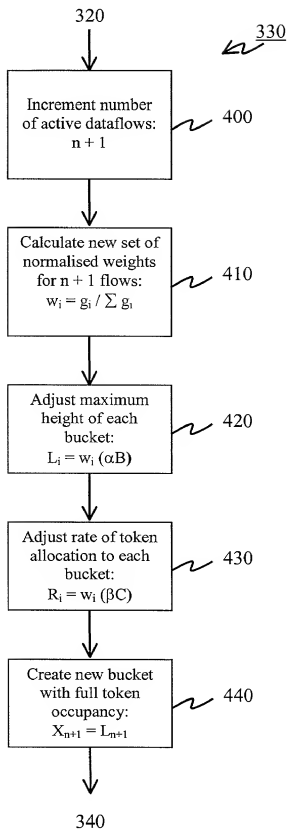 320
330
Increment number
of active dataflows:
n + 1
400
Calculate new set of
normalised weights
for n + 1 flows:
wᵢ = gᵢ / ∑ gᵢ
410
Adjust maximum
height of each
bucket:
Lᵢ = wᵢ (αB)
420
Adjust rate of token
allocation to each
bucket:
Rᵢ = wᵢ (βC)
430
Create new bucket
with full token
occupancy:
Xₙ₊₁ = Lₙ₊₁
440
340